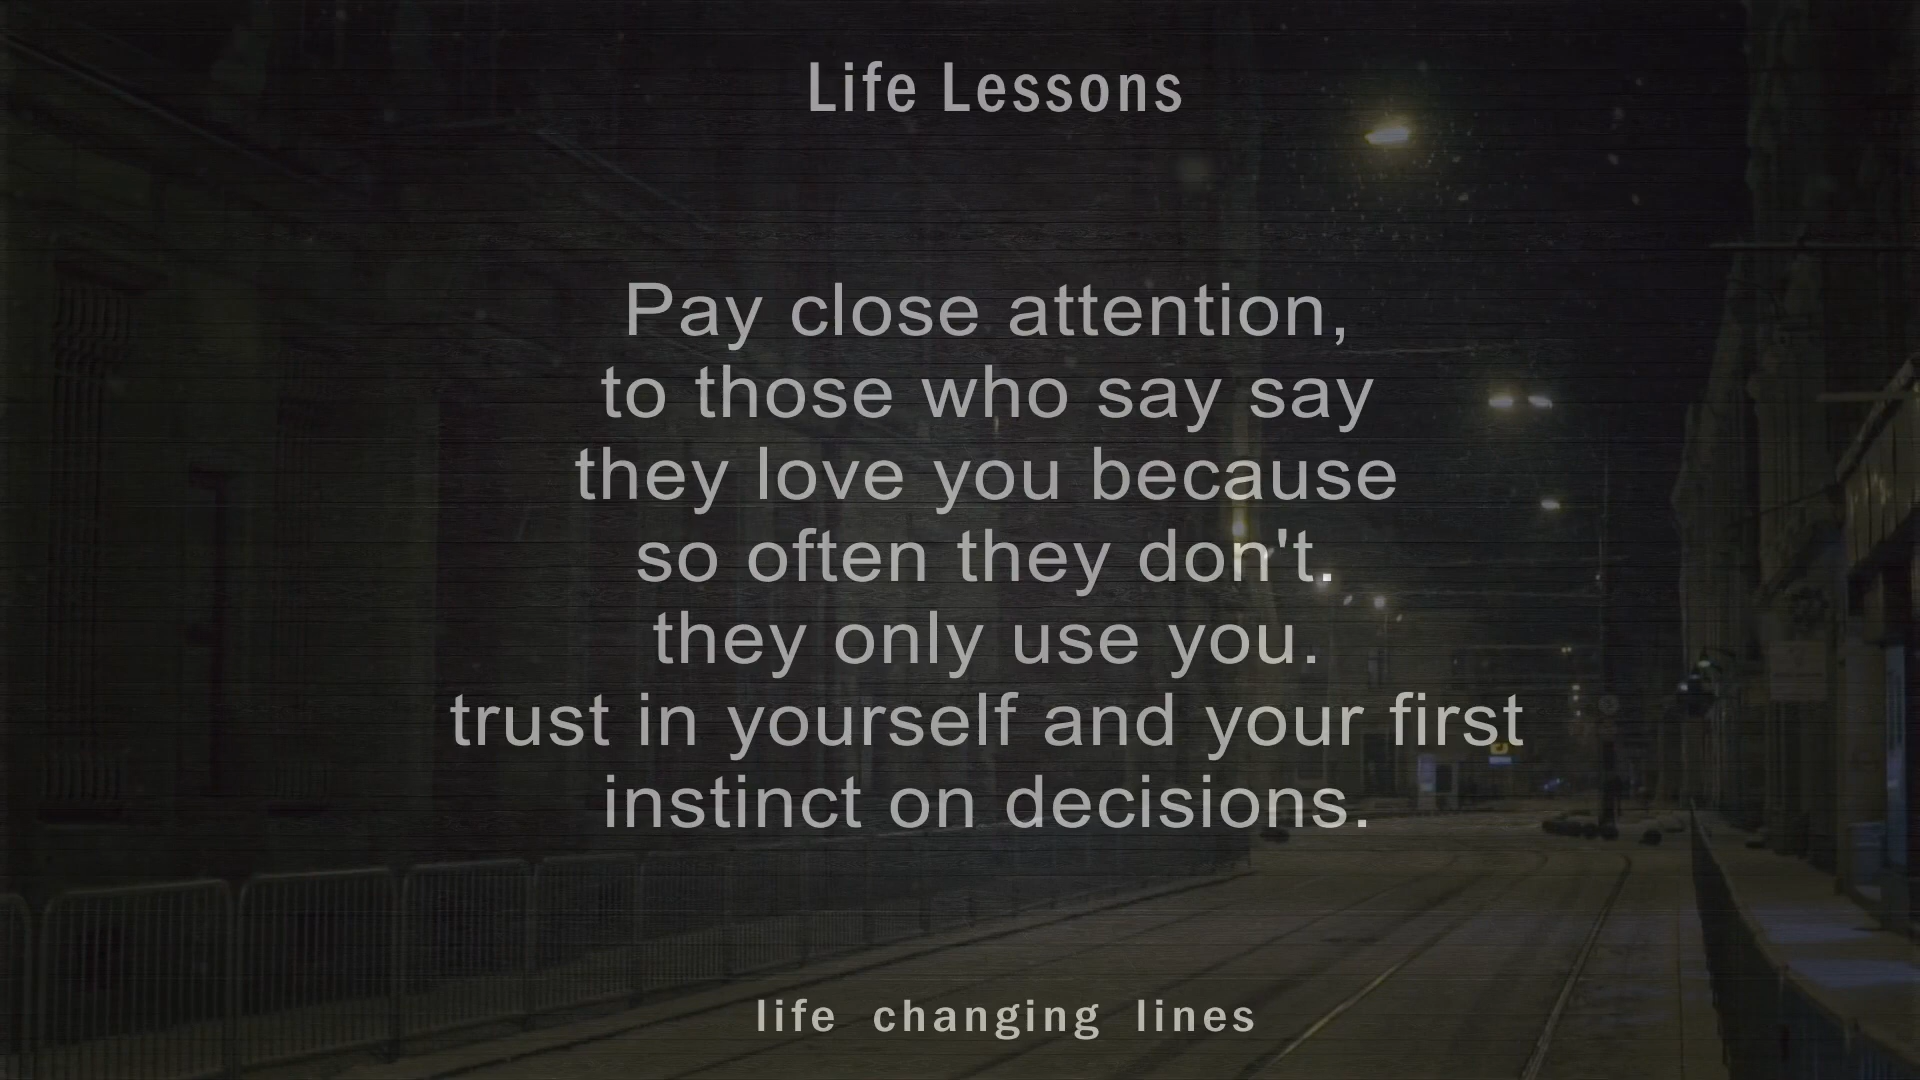 Life Lessons
Pay close attention,
to those who say say
they love you because
so often they don't.
they only use you.
trust in yourself and your first
instinct on decisions.
life changing lines